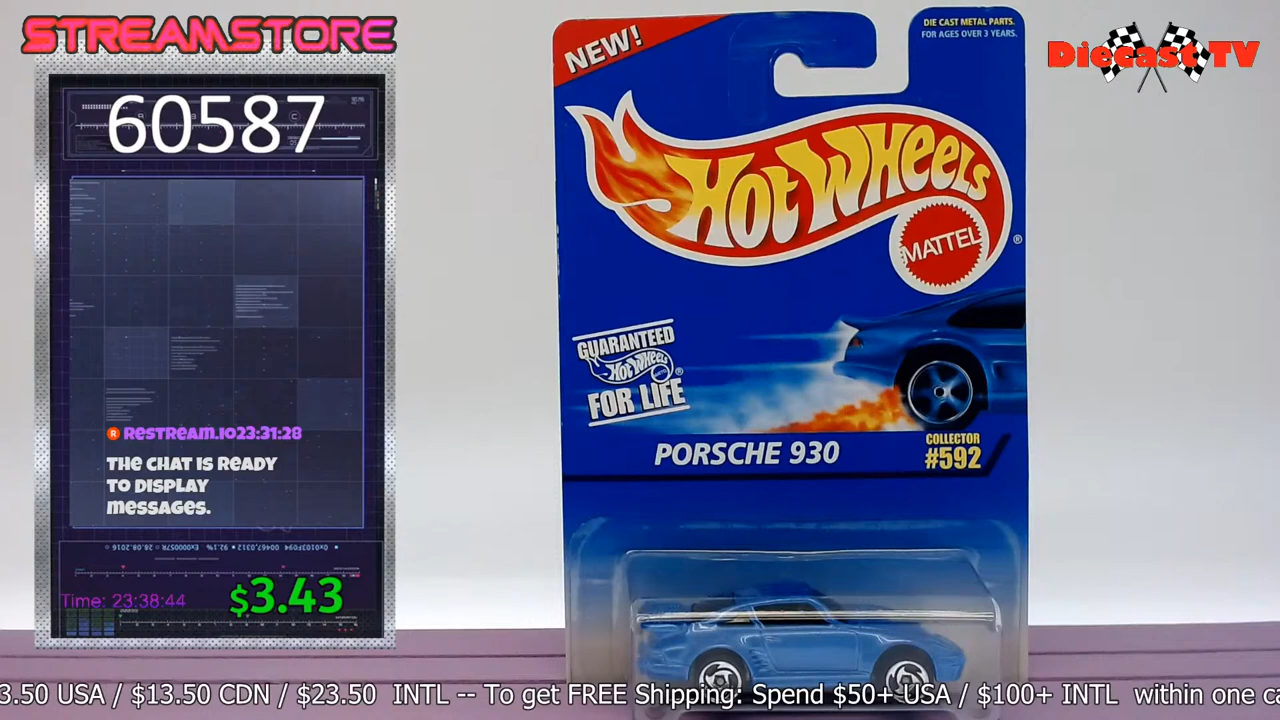 STREAMSTORE
60587
RESTREAM.IO23:31:28
THE CHAT IS READY
TO DISPLAY
MESSAGES.
Time: 23:38:44
$3.43
NEW!
DIE CAST METAL PARTS.
FOR AGES OVER 3 YEARS.
HOT WHEELS
MATTEL
®
GUARANTEED
HOT WHEELS
®
FOR LIFE
PORSCHE 930
COLLECTOR
#592
Diecast TV
3.50 USA / $13.50 CDN / $23.50 INTL -- To get FREE Shipping: Spend $50+ USA / $100+ INTL within one ca